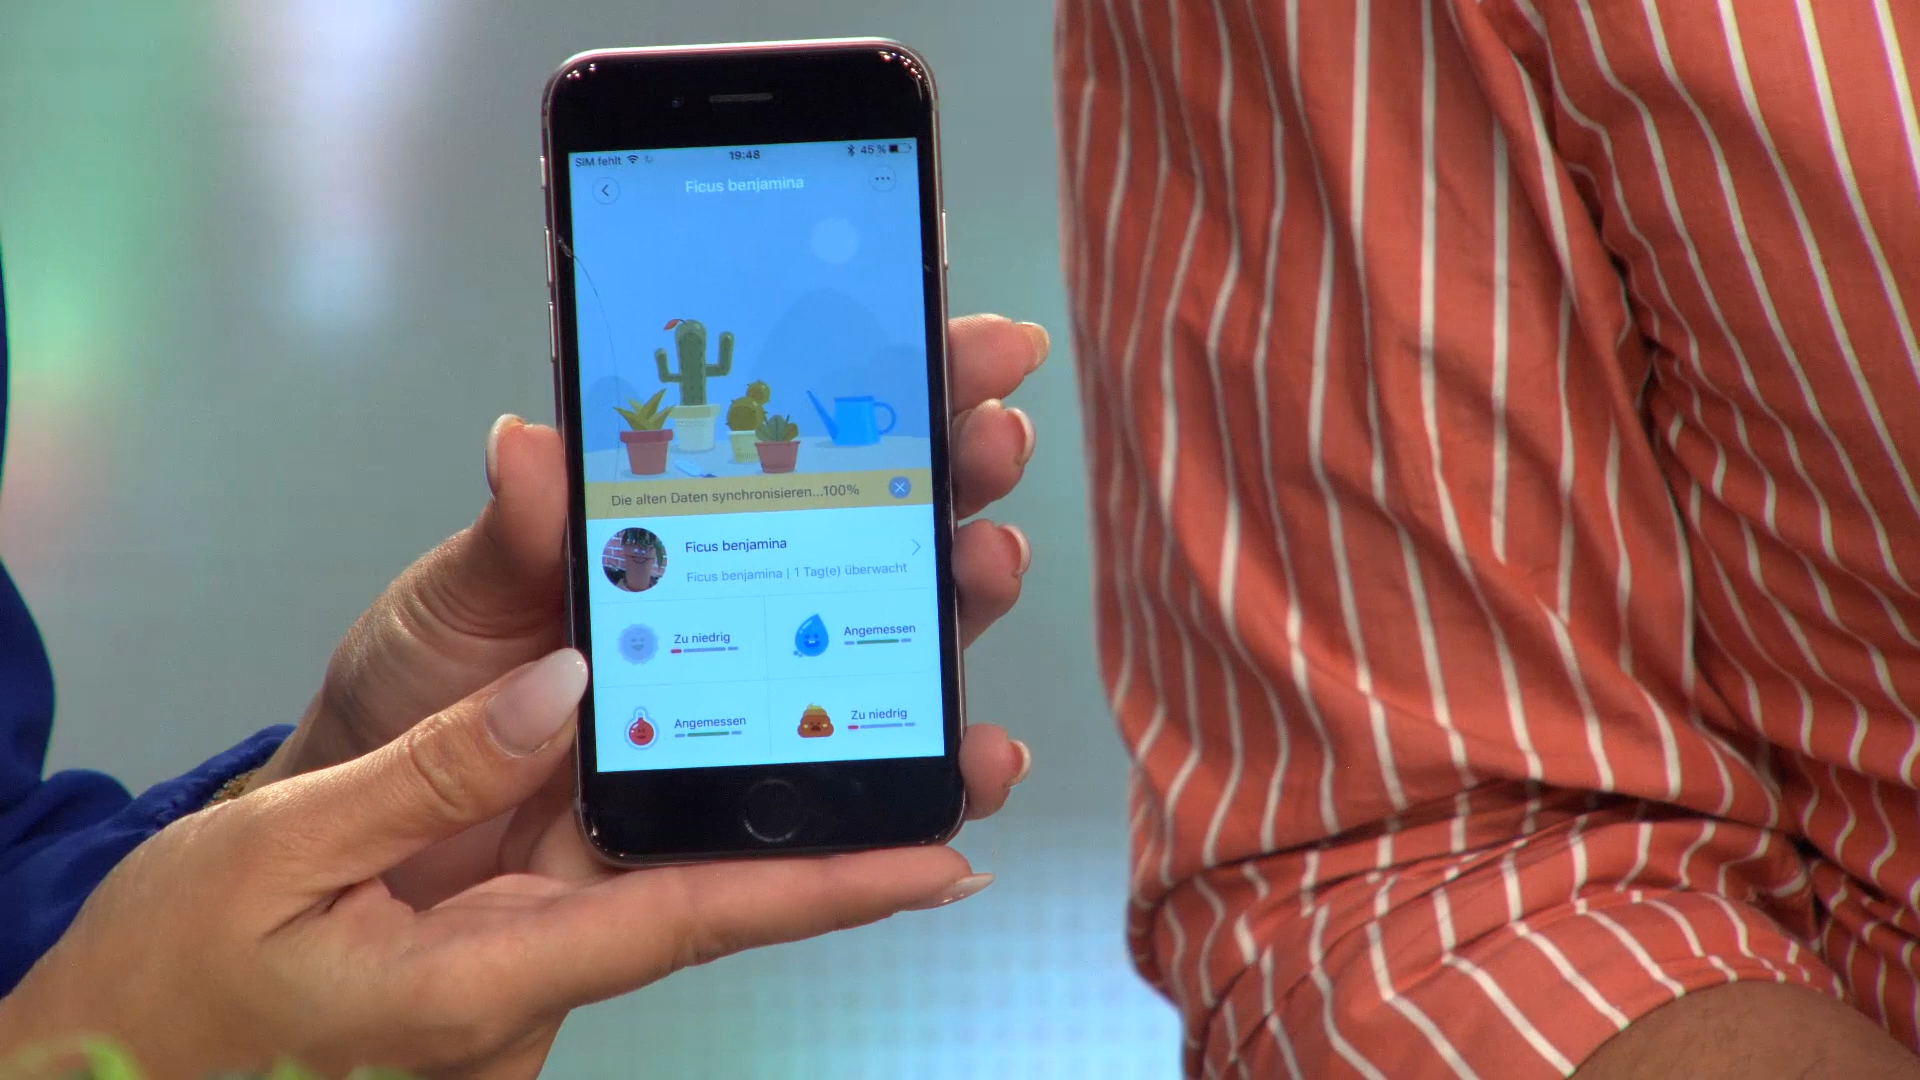 SIM fehlt 19:48 45 %
Ficus benjamina
Die alten Daten synchronisieren...100%
Ficus benjamina
Ficus benjamina | 1 Tag(e) überwacht
Zu niedrig
Angemessen
Angemessen
Zu niedrig